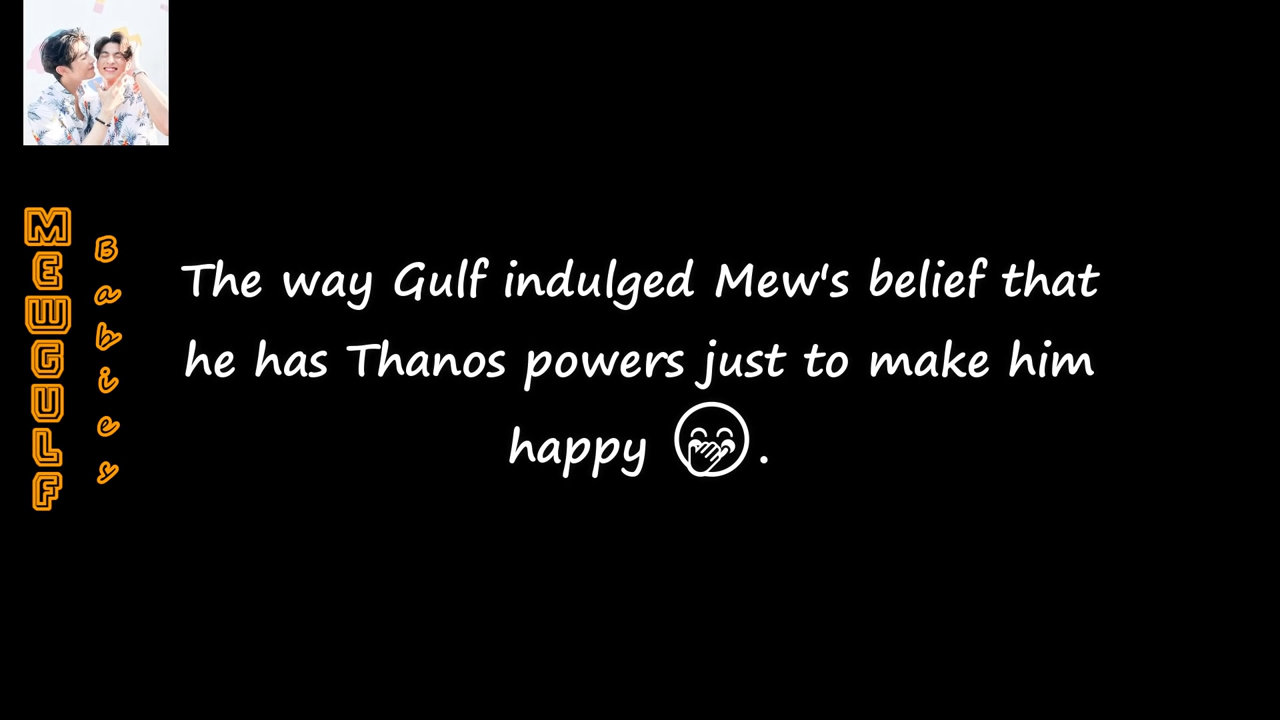 MEWGULF
Babies
The way Gulf indulged Mew's belief that
he has Thanos powers just to make him
happy 🤭.